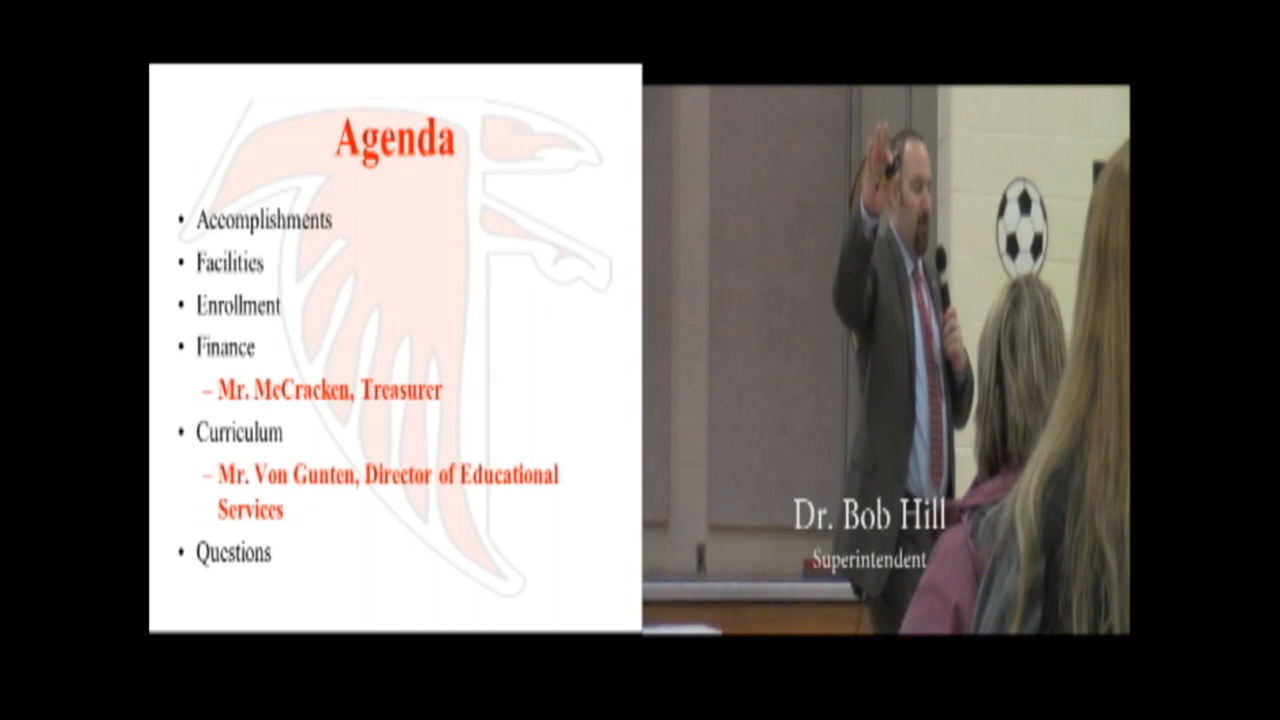 Agenda
• Accomplishments
• Facilities
• Enrollment
• Finance
– Mr. McCracken, Treasurer
• Curriculum
– Mr. Von Gunten, Director of Educational
Services
• Questions
Dr. Bob Hill
Superintendent